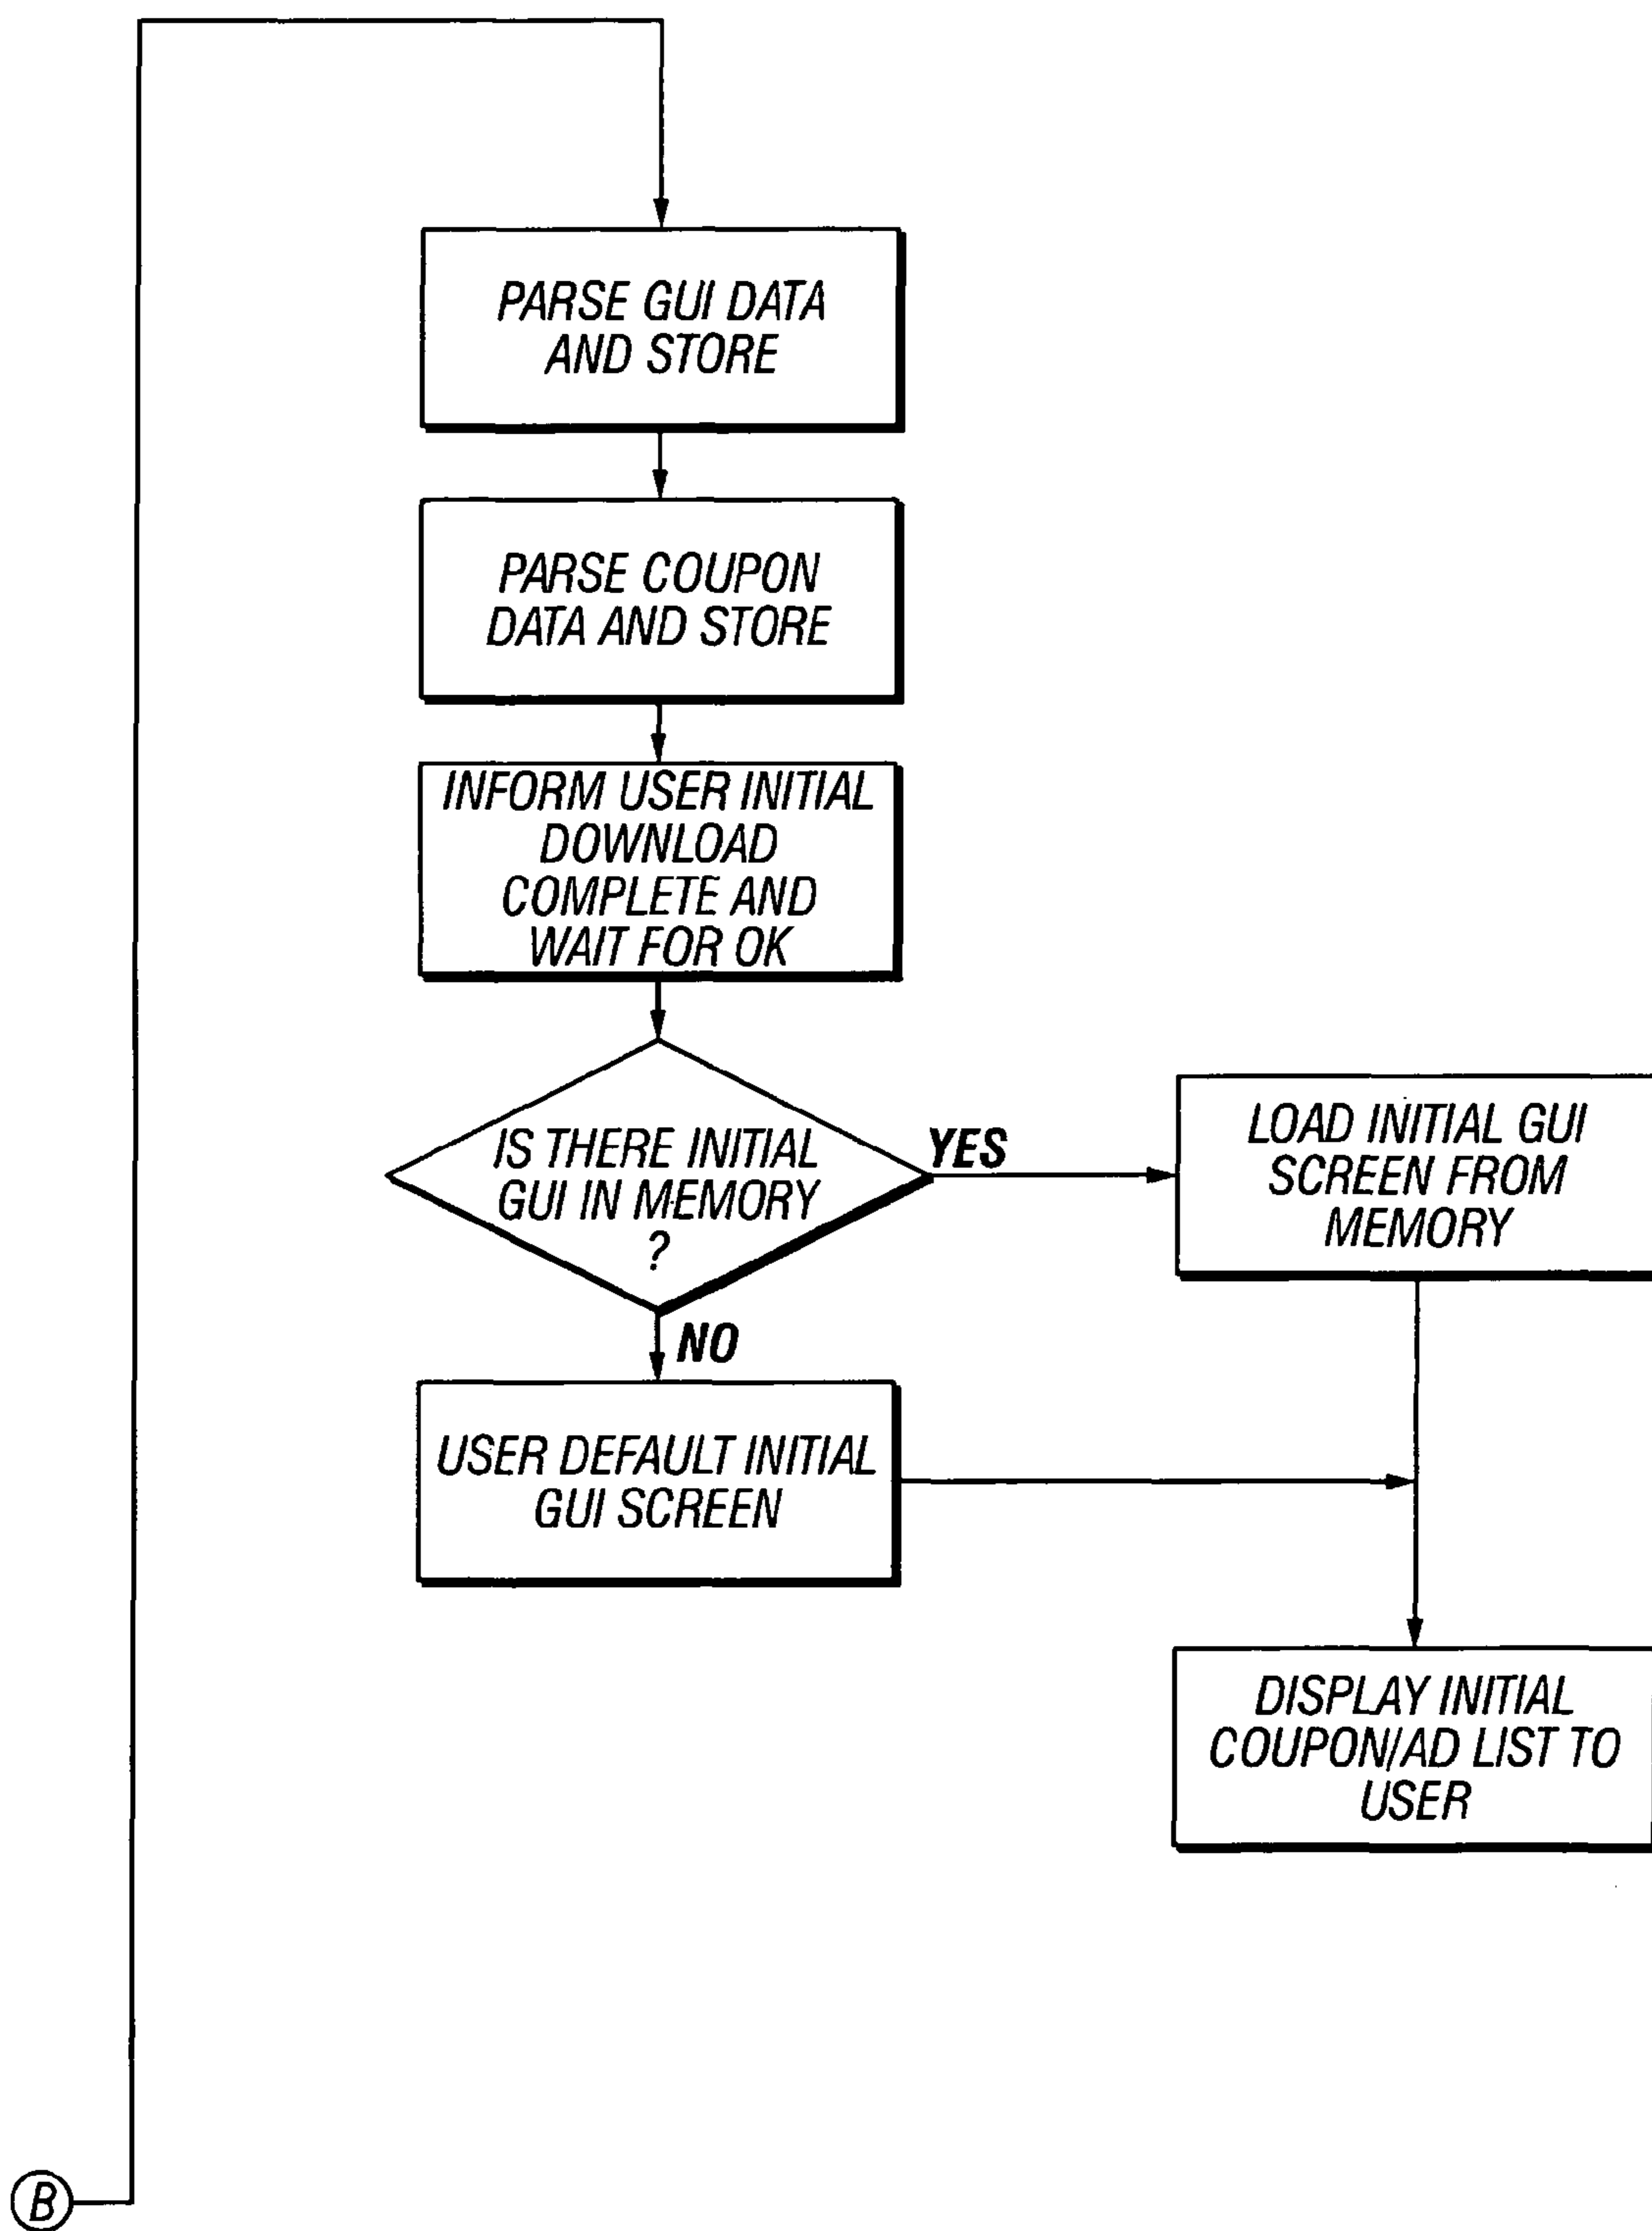 PARSE GUI DATA
AND STORE
PARSE COUPON
DATA AND STORE
INFORM USER INITIAL
DOWNLOAD
COMPLETE AND
WAIT FOR OK
IS THERE INITIAL
GUI IN MEMORY
?
YES
LOAD INITIAL GUI
SCREEN FROM
MEMORY
NO
USER DEFAULT INITIAL
GUI SCREEN
DISPLAY INITIAL
COUPON/AD LIST TO
USER
B